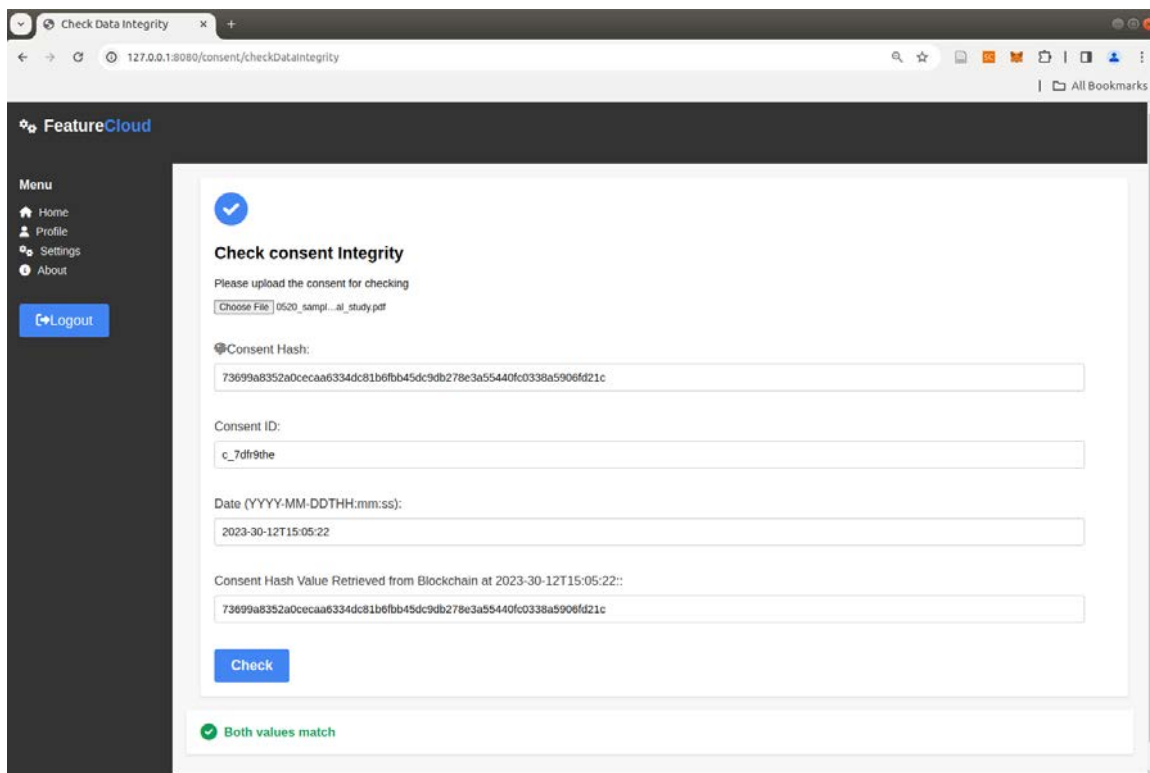 Check Data Integrity
127.0.0.1:8080/consent/checkDataIntegrity
All Bookmarks
FeatureCloud
Menu
Home
Profile
Settings
About
Logout
Check consent Integrity
Please upload the consent for checking
Choose File 0520_sampl...al_study.pdf
Consent Hash:
73699a8352a0cecaa6334dc81b6fbb45dc9db278e3a55440fc0338a5906fd21c
Consent ID:
c_7dfr9the
Date (YYYY-MM-DDTHH:mm:ss):
2023-30-12T15:05:22
Consent Hash Value Retrieved from Blockchain at 2023-30-12T15:05:22::
73699a8352a0cecaa6334dc81b6fbb45dc9db278e3a55440fc0338a5906fd21c
Check
Both values match